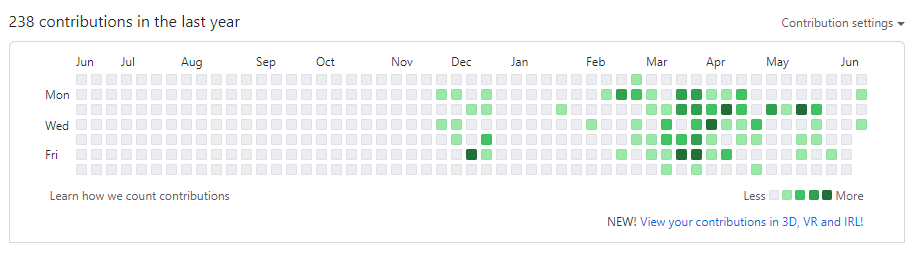 238 contributions in the last year
Contribution settings
Jun Jul Aug Sep Oct Nov Dec Jan Feb Mar Apr May Jun
Mon
Wed
Fri
Learn how we count contributions
Less More
NEW! View your contributions in 3D, VR and IRL!